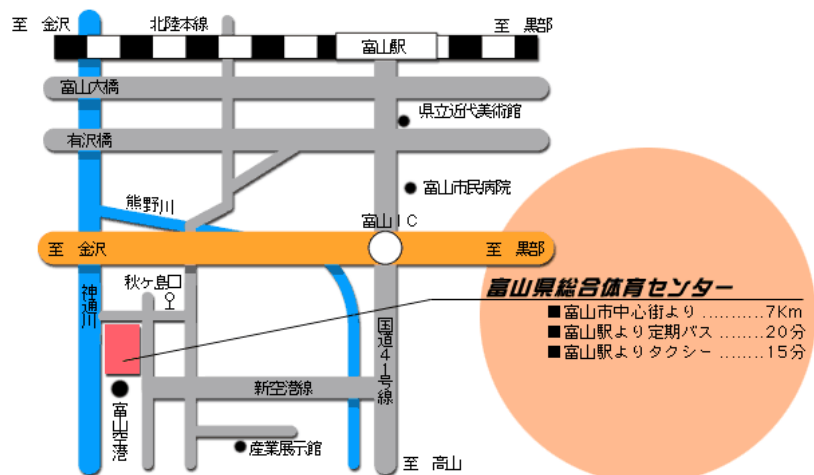 至 金沢
北陸本線
至 黒部
富山駅
富山大橋
県立近代美術館
有沢橋
富山市民病院
熊野川
富山IC
至 金沢
至 黒部
秋ヶ島口
神通川
富山県総合体育センター
■富山市中心街より ..........7Km
■富山駅より定期バス ......20分
■富山駅よりタクシー .......15分
国道41号線
新空港線
富山空港
産業展示館
至 高山